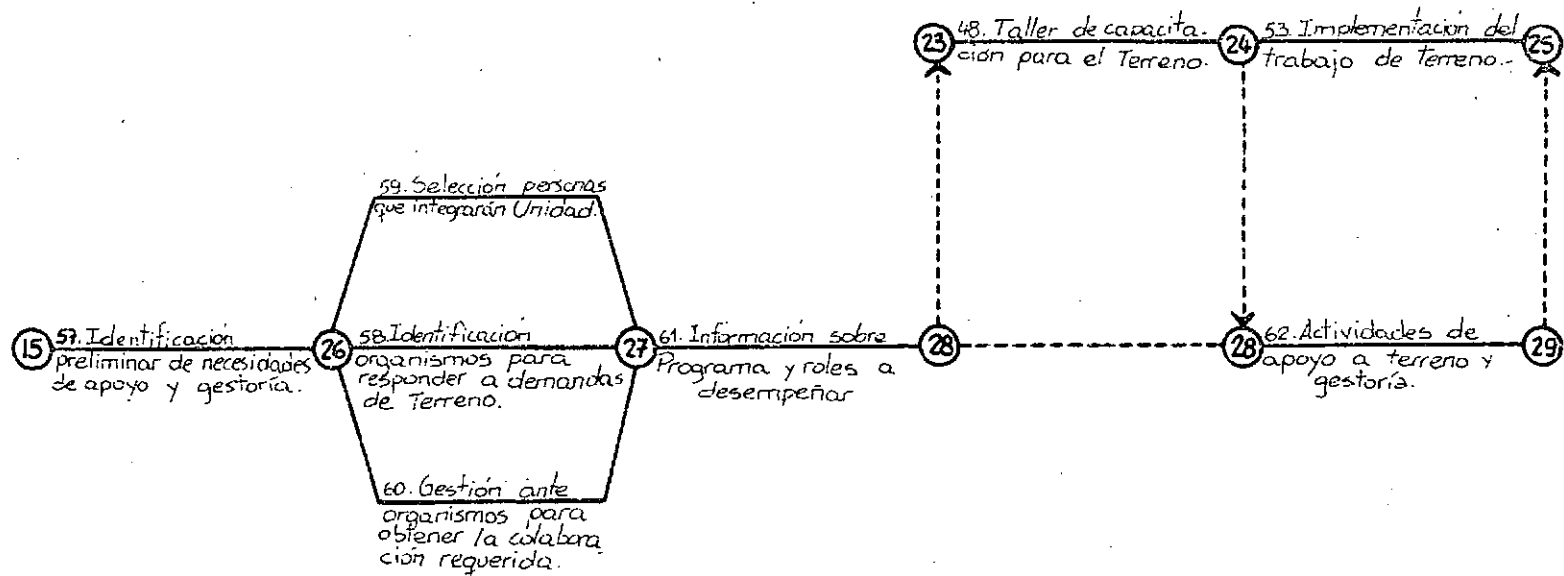 23 48. Taller de capacita- 24 53. Implementación del 25
ción para el Terreno. trabajo de terreno.-
59. Selección personas
que integrarán Unidad.
15 57. Identificación 26 58. Identificación 27 61. Información sobre 28 28 62. Actividades de 29
preliminar de necesidades organismos para Programa y roles a apoyo a terreno y
de apoyo y gestoría. responder a demandas desempeñar gestoría.
de Terreno.
60. Gestión ante
organismos para
obtener la colabora
ción requerida.